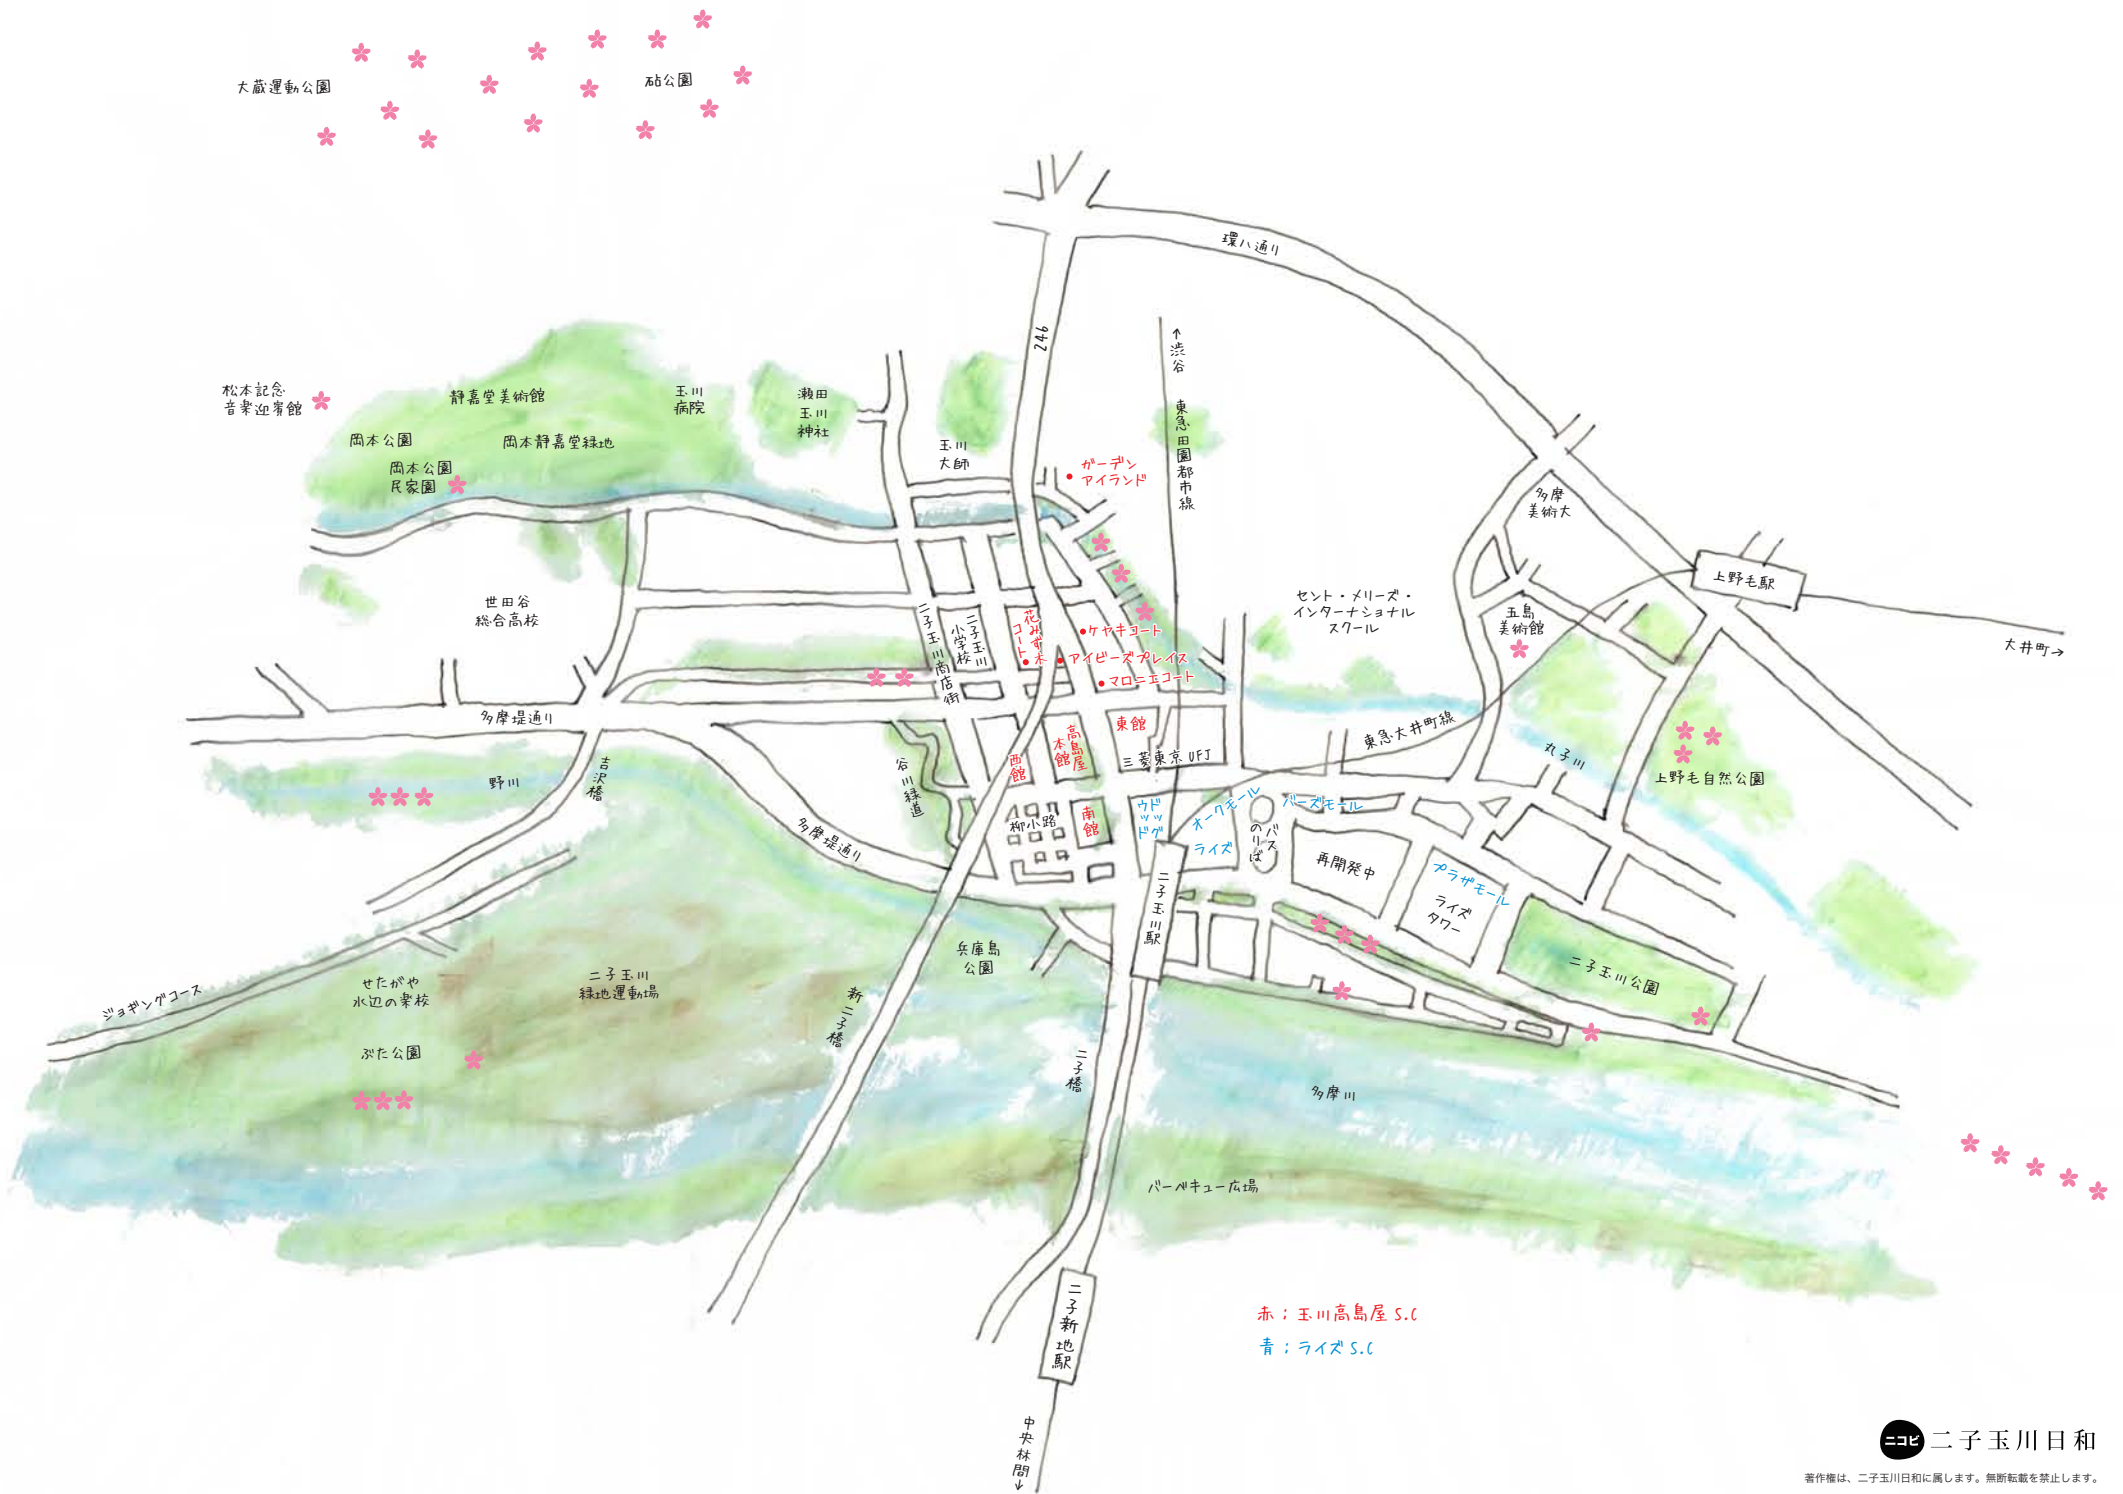 大蔵運動公園
砧公園
環八通り
246
↑渋谷
東急田園都市線
松本記念
音楽迎賓館
静嘉堂美術館
玉川
病院
瀬田
玉川
神社
岡本公園
岡本静嘉堂緑地
岡本公園
民家園
玉川
大師
ガーデン
アイランド
多摩
美術大
上野毛駅
大井町→
世田谷
総合高校
二子玉川商店街
二子玉川
小学校
花みずき
コート
ケヤキコート
アイビーズプレイス
マロニエコート
セント・メリーズ・
インターナショナル
スクール
五島
美術館
多摩堤通り
東館
高島屋
本館
西館
三菱東京UFJ
東急大井町線
丸子川
上野毛自然公園
野川
吉沢橋
谷川緑道
多摩堤通り
柳小路
南館
ウッド
ドッグ
オークモール
ライズ
バス
のりば
バーズモール
再開発中
プラザモール
ライズ
タワー
二子玉川駅
二子玉川公園
兵庫島
公園
せたがや
水辺の楽校
二子玉川
緑地運動場
ジョギングコース
新二子橋
ぶた公園
二子橋
多摩川
バーベキュー広場
二子新地駅
赤：玉川高島屋 S.C
青：ライズ S.C
中央林間↓
ニコビ 二子玉川日和
著作権は、二子玉川日和に属します。無断転載を禁止します。